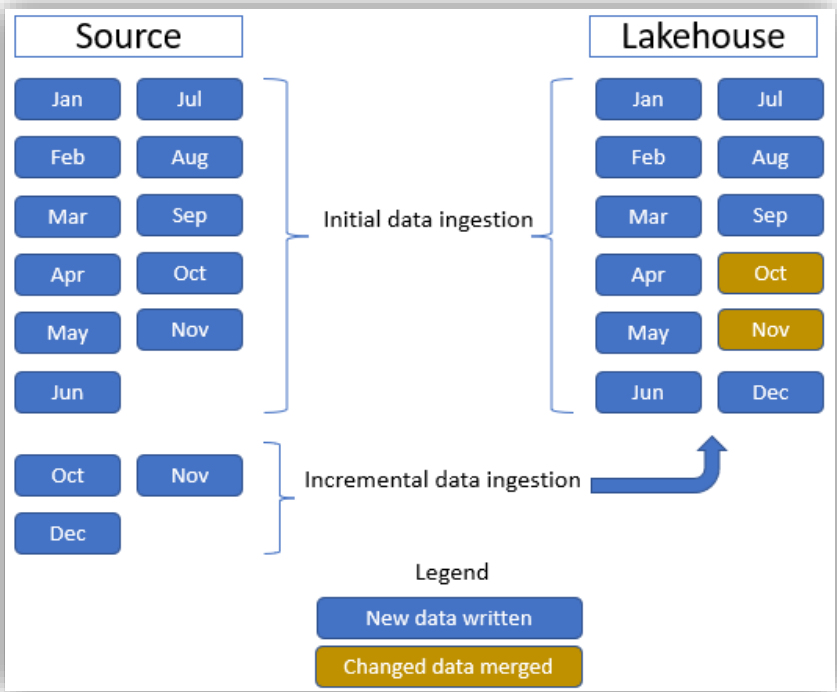 Source
Lakehouse
Jan
Jul
Feb
Aug
Mar
Sep
Apr
Oct
May
Nov
Jun
Initial data ingestion
Jan
Jul
Feb
Aug
Mar
Sep
Apr
Oct
May
Nov
Jun
Dec
Oct
Nov
Dec
Incremental data ingestion
Legend
New data written
Changed data merged